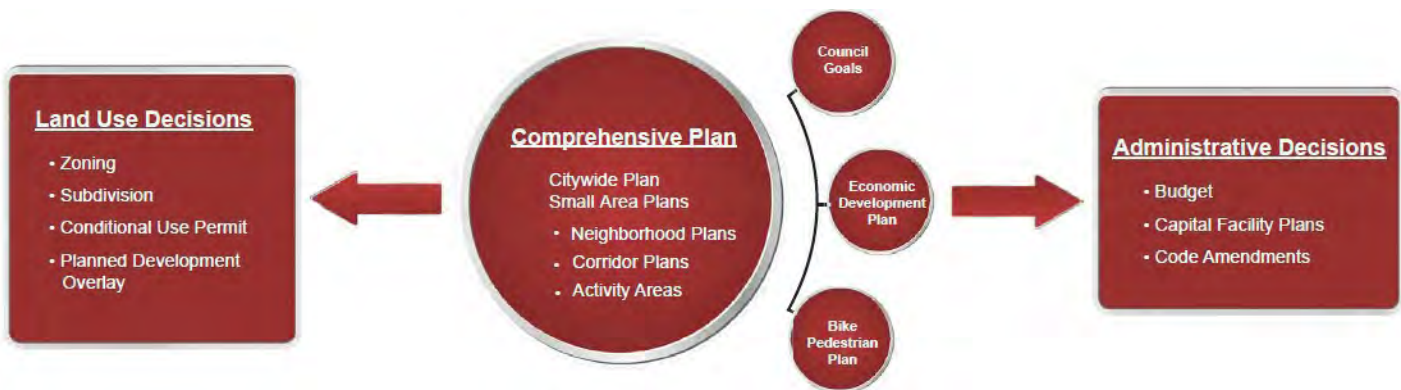 Land Use Decisions
• Zoning
• Subdivision
• Conditional Use Permit
• Planned Development
Overlay
Comprehensive Plan
Citywide Plan
Small Area Plans
• Neighborhood Plans
• Corridor Plans
• Activity Areas
Council
Goals
Economic
Development
Plan
Bike
Pedestrian
Plan
Administrative Decisions
• Budget
• Capital Facility Plans
• Code Amendments